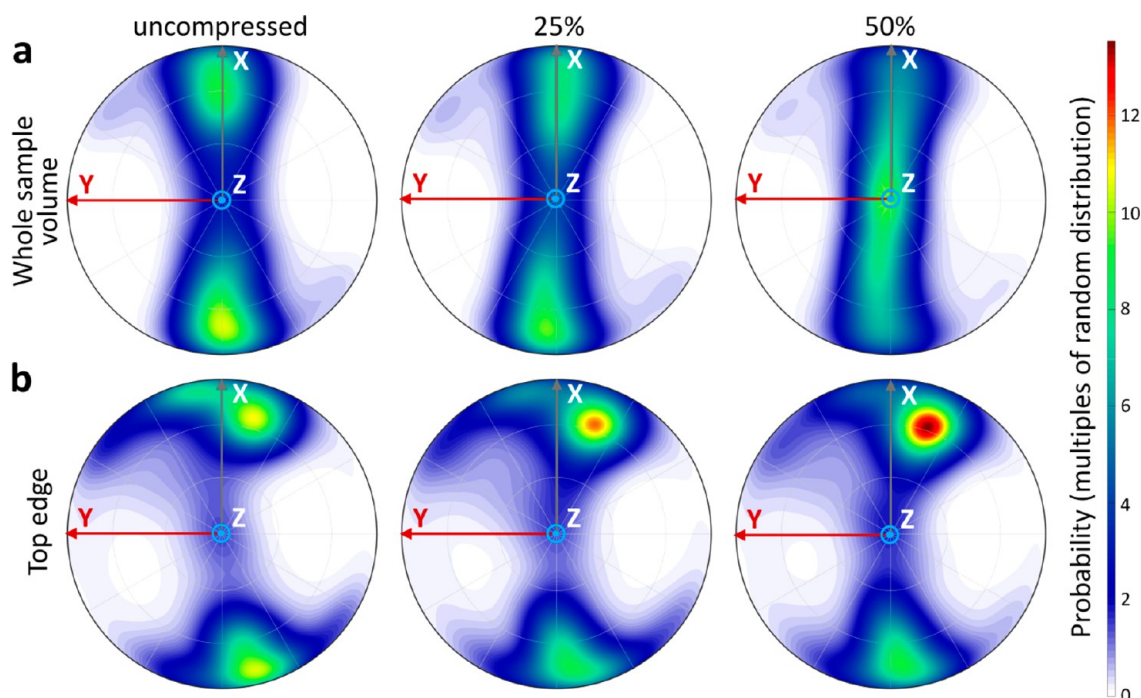 uncompressed 25% 50%
a
Whole sample
volume
X
Y
Z
X
Y
Z
X
Y
Z
b
Top edge
X
Y
Z
X
Y
Z
X
Y
Z
Probability (multiples of random distribution)
12
10
8
6
4
2
0